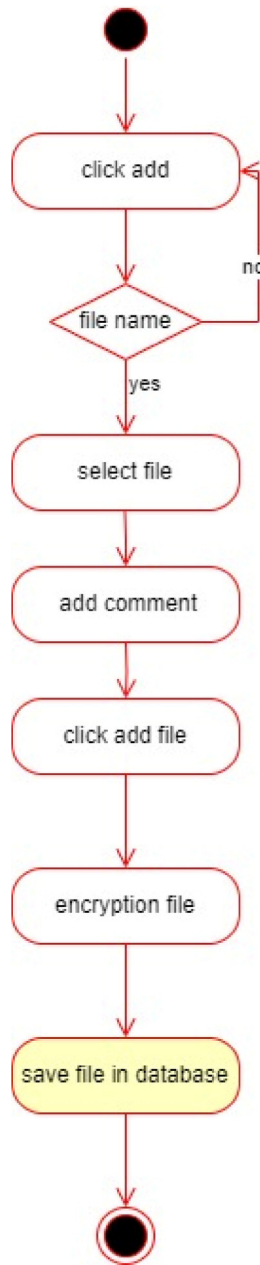 click add
no
file name
yes
select file
add comment
click add file
encryption file
save file in database